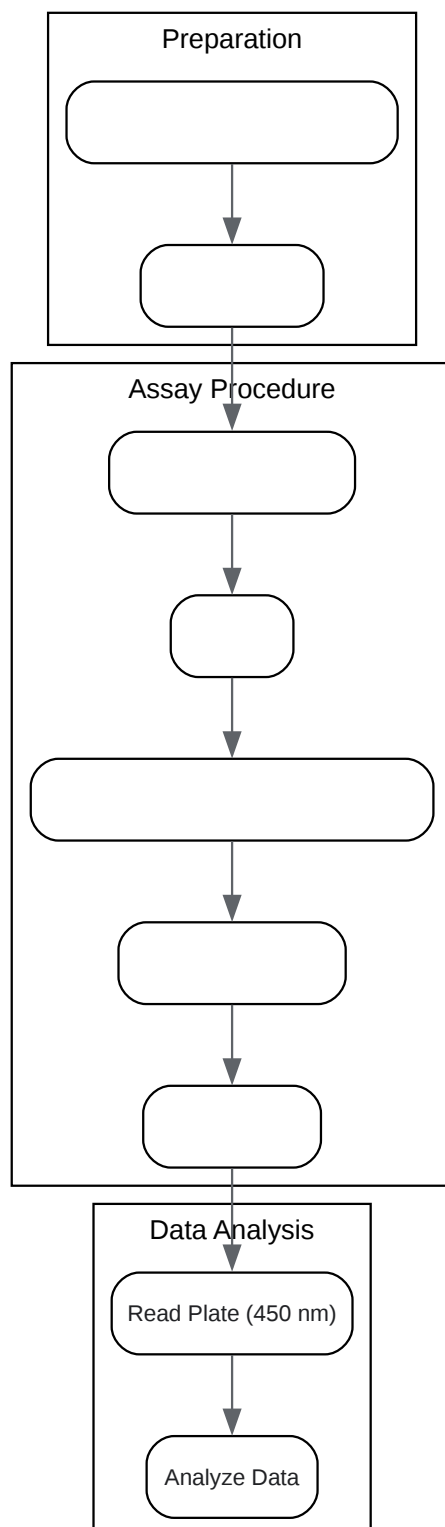 Preparation
Assay Procedure
Data Analysis
Read Plate (450 nm)
Analyze Data